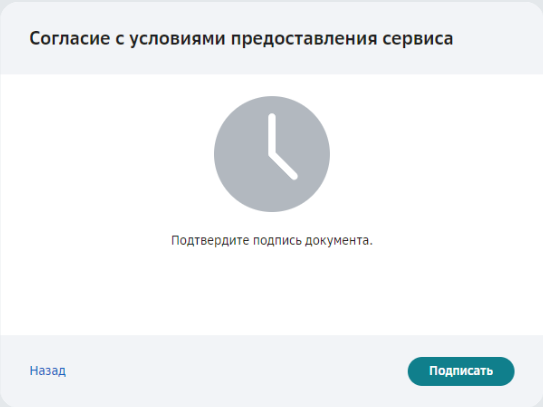 Согласие с условиями предоставления сервиса
Подтвердите подпись документа.
Назад
Подписать